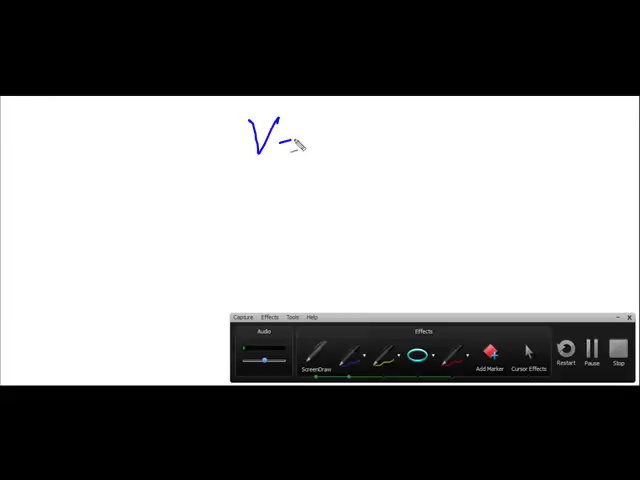 V-
Capture Effects Tools Help
Audio Effects
ScreenDraw Add Marker Cursor Effects Restart Pause Stop